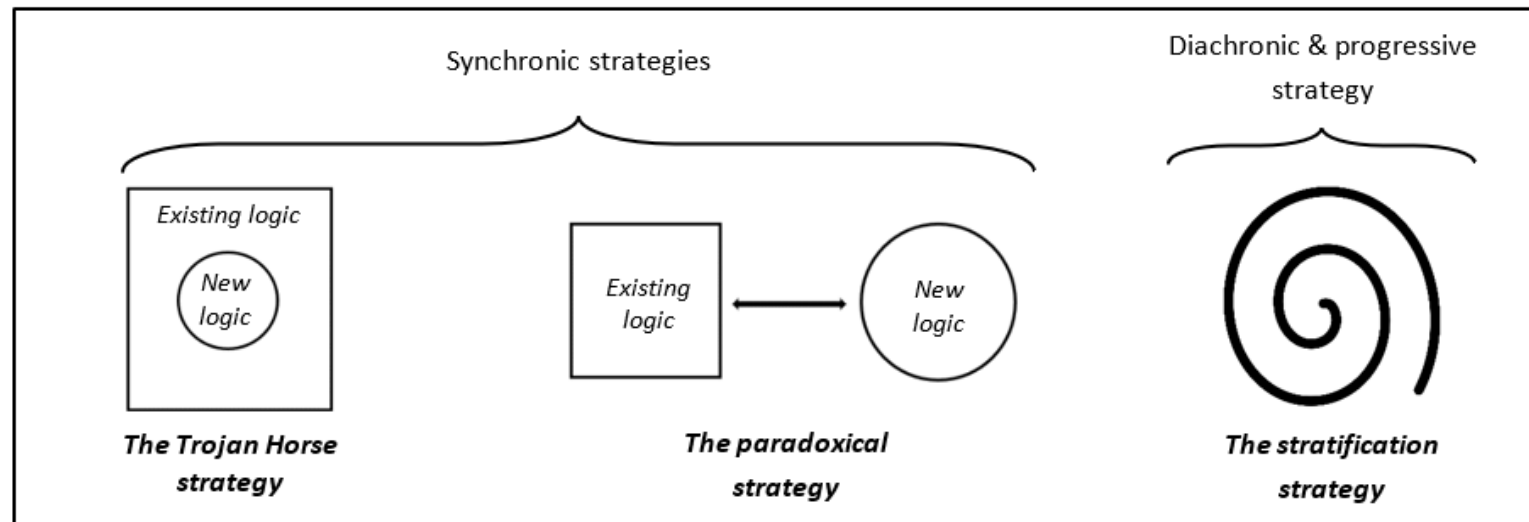 Synchronic strategies
Diachronic & progressive
strategy
Existing logic
New
logic
The Trojan Horse
strategy
Existing
logic
New
logic
The paradoxical
strategy
The stratification
strategy